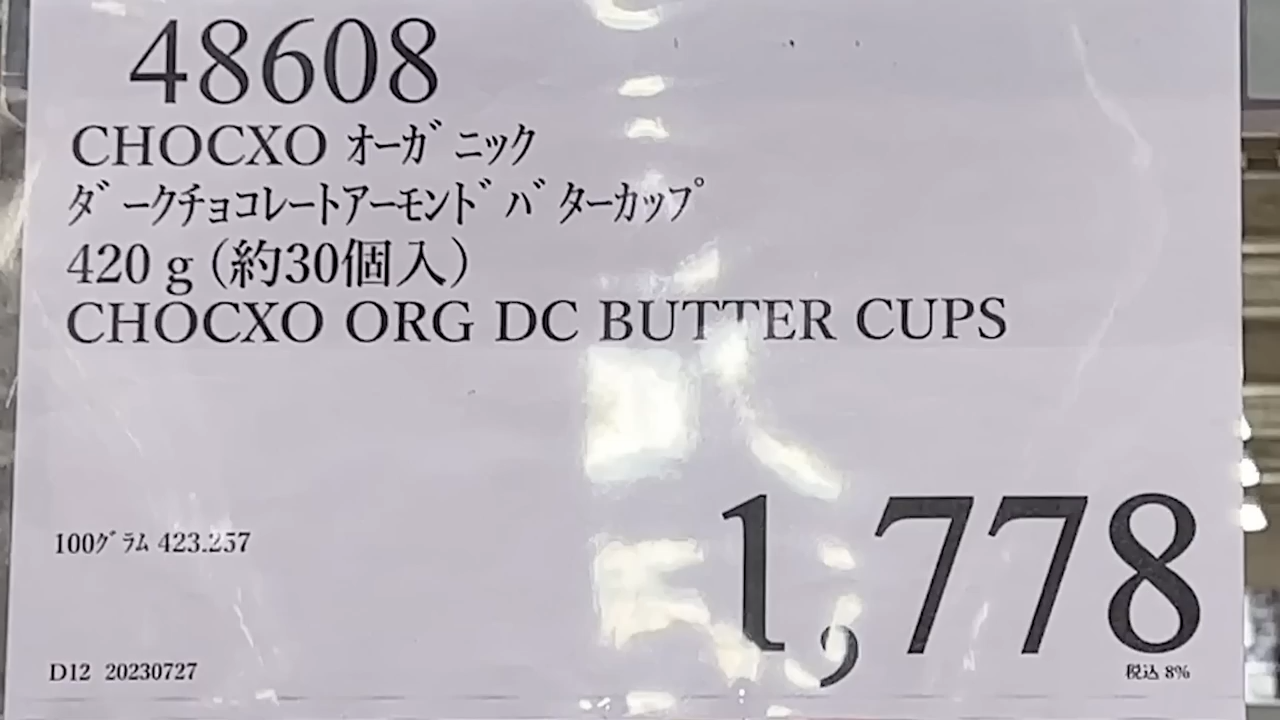 48608
CHOCXO オーガニック
ダークチョコレートアーモンドバターカップ
420 g (約30個入)
CHOCXO ORG DC BUTTER CUPS
100グラム 423.257
1,778
税込 8%
D12 20230727